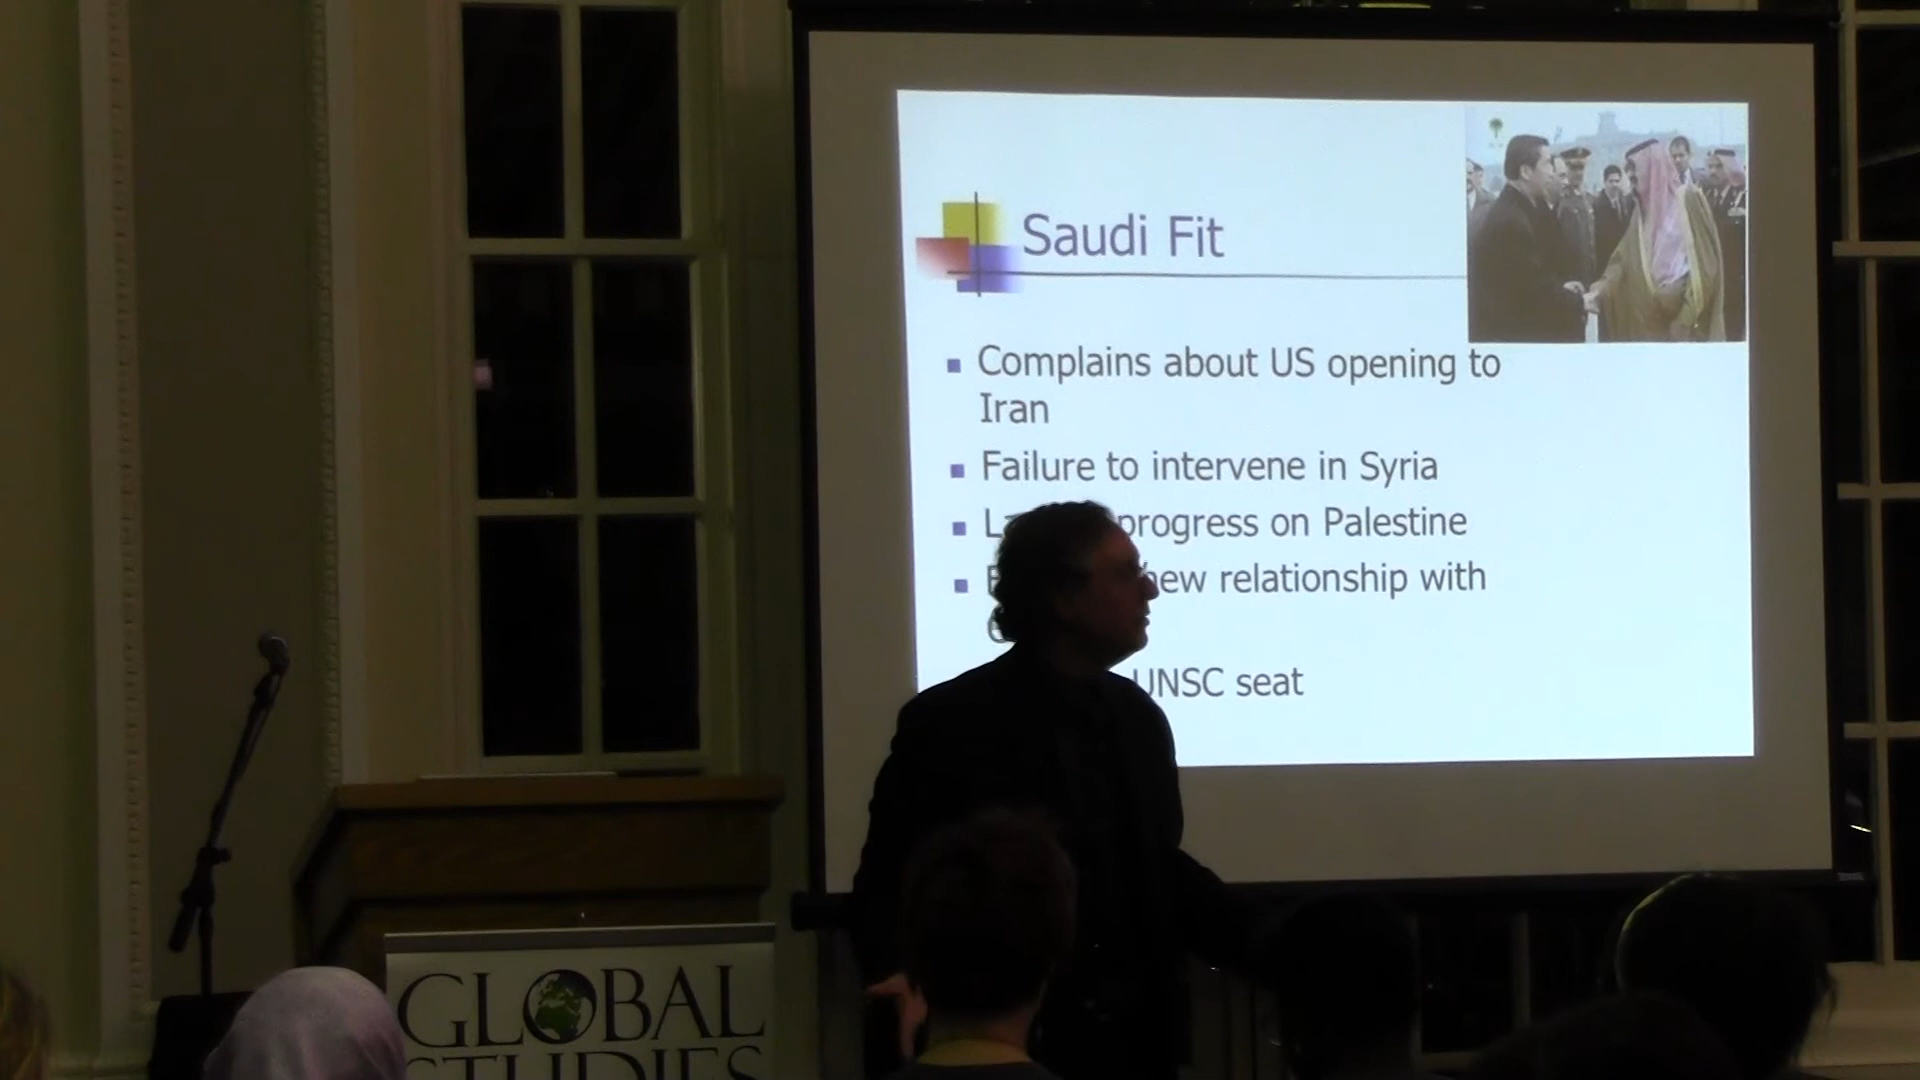 Saudi Fit
Complains about US opening to
Iran
Failure to intervene in Syria
progress on Palestine
new relationship with
UNSC seat
GLOBAL
STUDIES